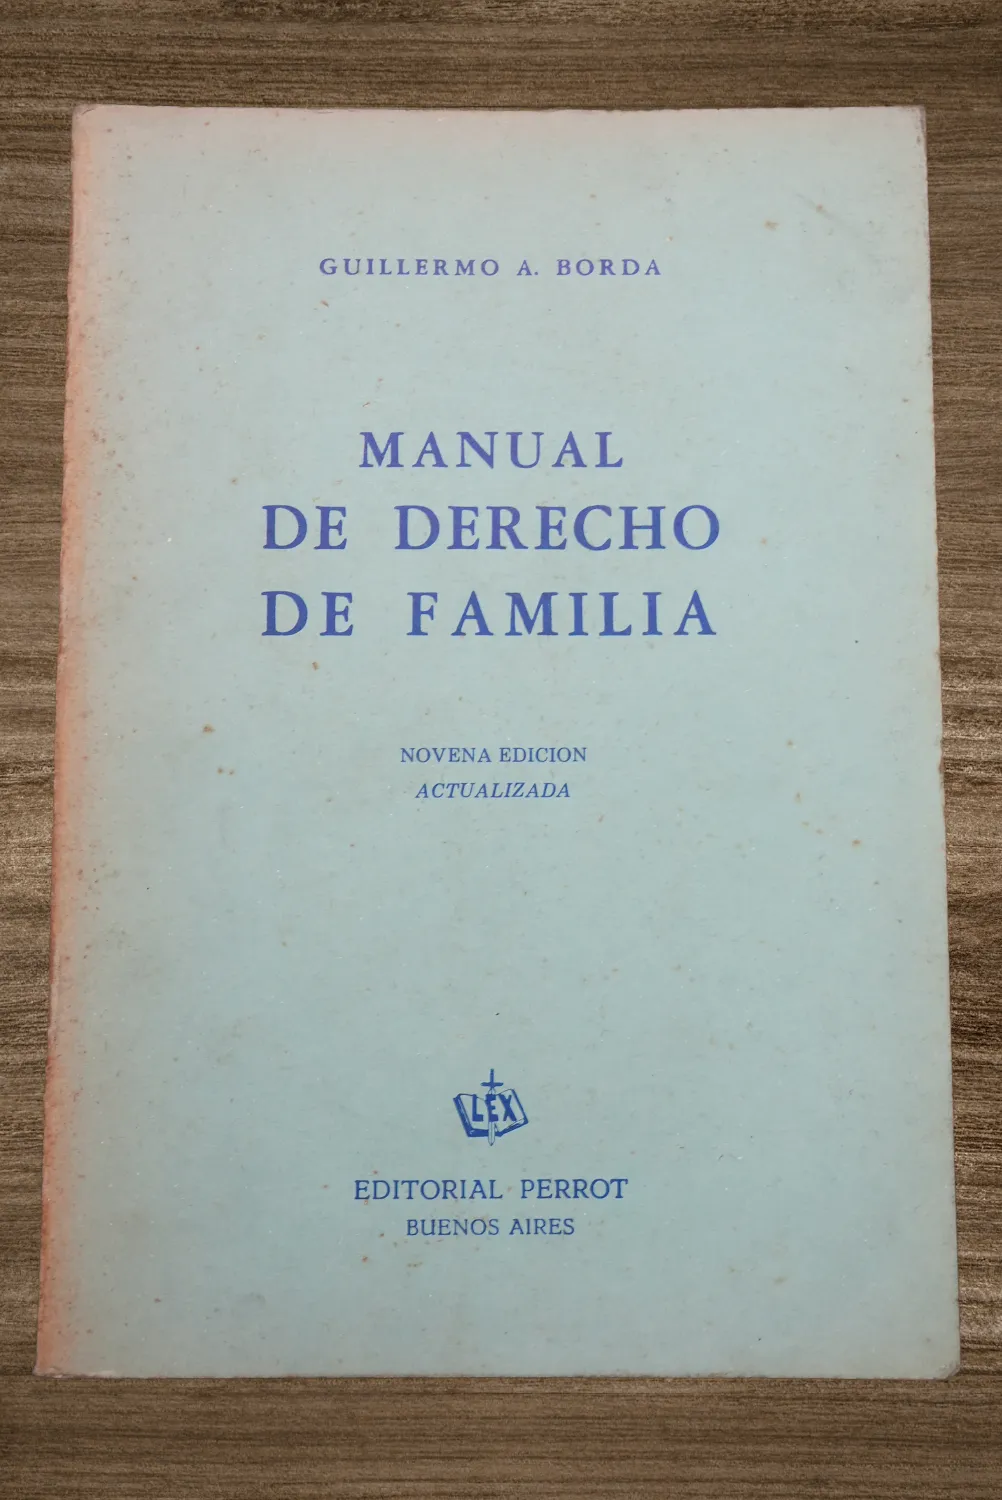 GUILLERMO A. BORDA
MANUAL
DE DERECHO
DE FAMILIA
NOVENA EDICION
ACTUALIZADA
LEX
EDITORIAL PERROT
BUENOS AIRES